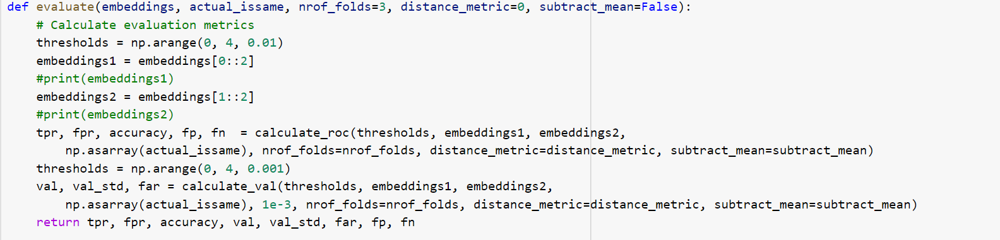 def evaluate(embeddings, actual_issame, nrof_folds=3, distance_metric=0, subtract_mean=False):
    # Calculate evaluation metrics
    thresholds = np.arange(0, 4, 0.01)
    embeddings1 = embeddings[0::2]
    #print(embeddings1)
    embeddings2 = embeddings[1::2]
    #print(embeddings2)
    tpr, fpr, accuracy, fp, fn  = calculate_roc(thresholds, embeddings1, embeddings2,
        np.asarray(actual_issame), nrof_folds=nrof_folds, distance_metric=distance_metric, subtract_mean=subtract_mean)
    thresholds = np.arange(0, 4, 0.001)
    val, val_std, far = calculate_val(thresholds, embeddings1, embeddings2,
        np.asarray(actual_issame), 1e-3, nrof_folds=nrof_folds, distance_metric=distance_metric, subtract_mean=subtract_mean)
    return tpr, fpr, accuracy, val, val_std, far, fp, fn